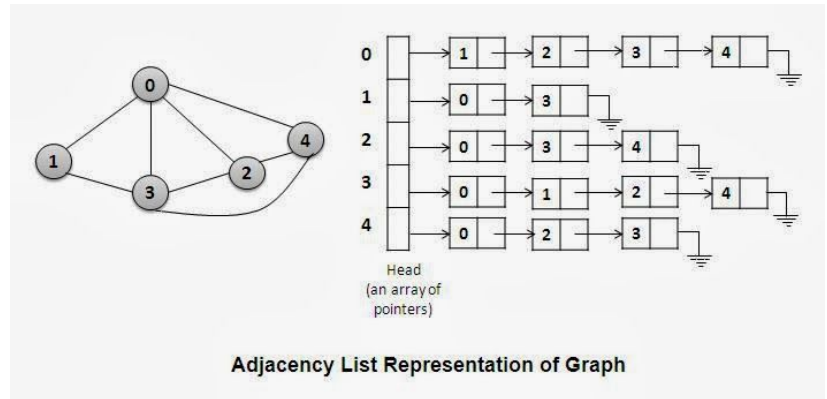 0
1
2
3
4
0 1 2 3 4
1 0 3
2 0 3 4
3 0 1 2 4
4 0 2 3
Head
(an array of
pointers)
Adjacency List Representation of Graph